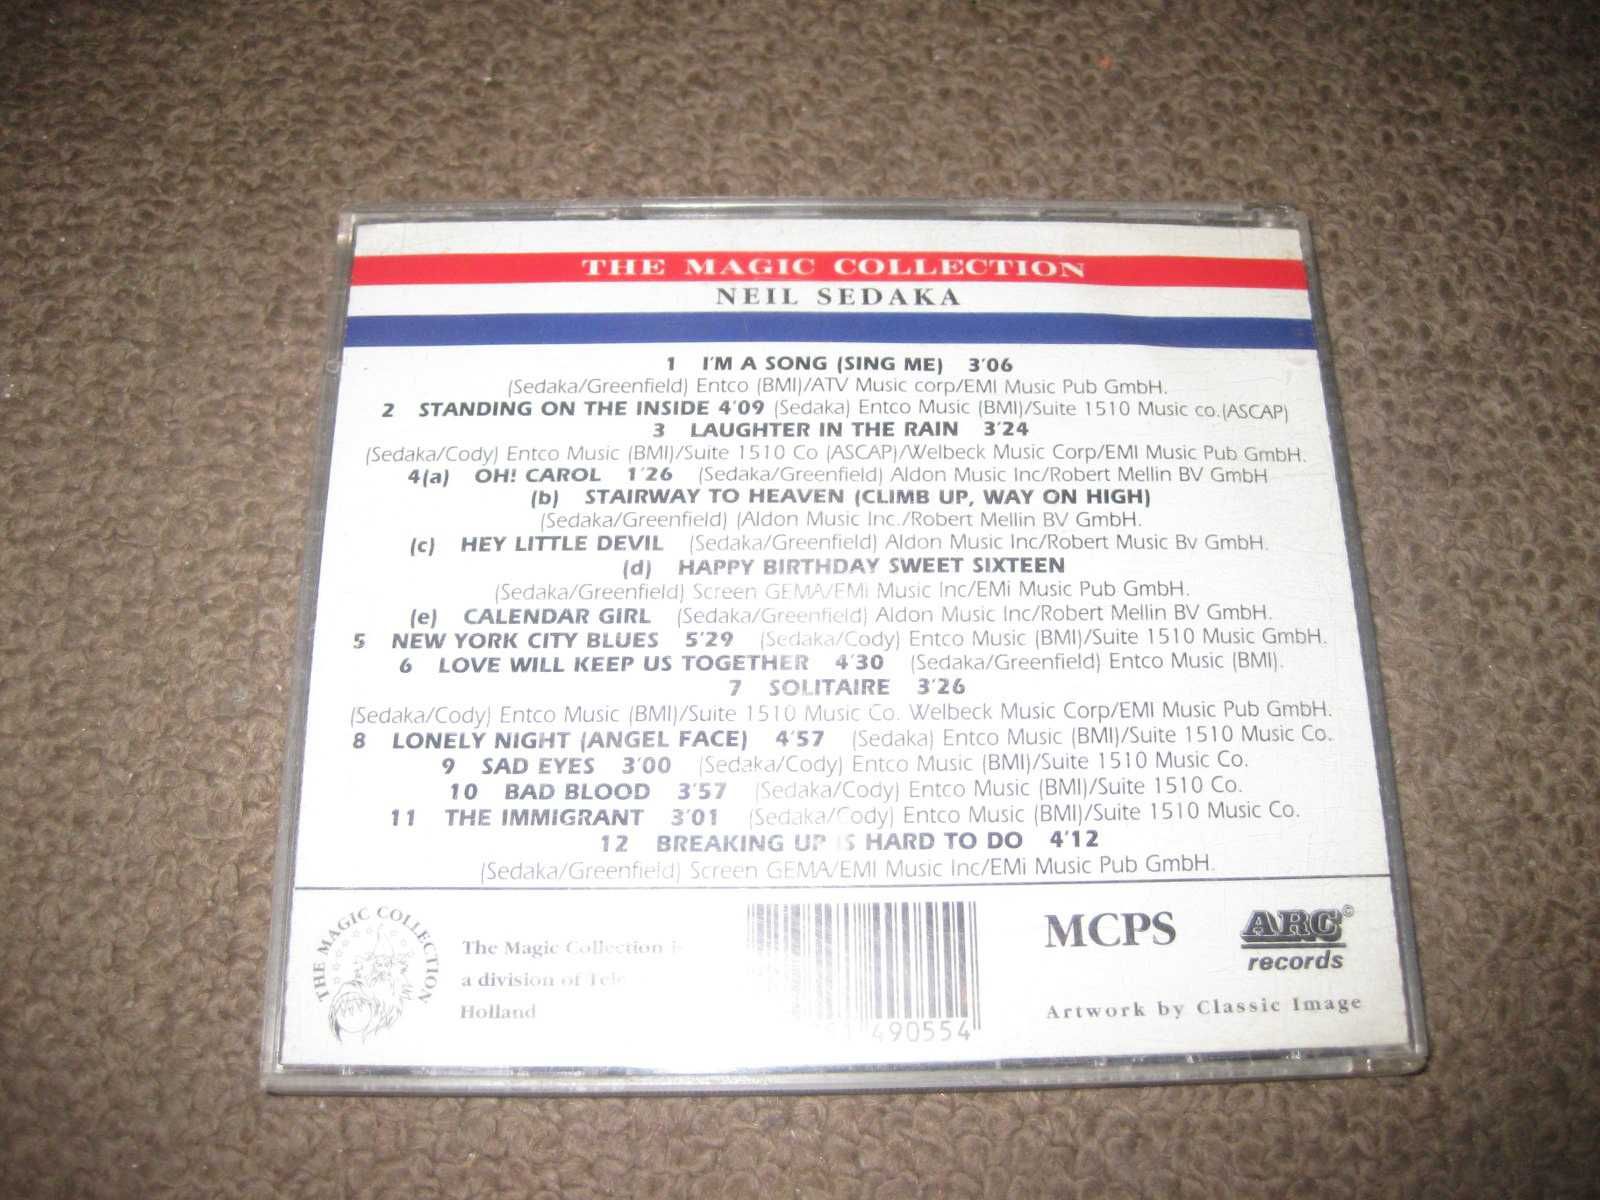 THE MAGIC COLLECTION
NEIL SEDAKA
1 I'M A SONG (SING ME) 3'06
(Sedaka/Greenfield) Entco (BMI)/ATV Music corp/EMI Music Pub GmbH.
2 STANDING ON THE INSIDE 4'09 (Sedaka) Entco Music (BMI)/Suite 1510 Music co.(ASCAP)
3 LAUGHTER IN THE RAIN 3'24
(Sedaka/Cody) Entco Music (BMI)/Suite 1510 Co (ASCAP)/Welbeck Music Corp/EMI Music Pub GmbH.
4(a) OH! CAROL 1'26 (Sedaka/Greenfield) Aldon Music Inc/Robert Mellin BV GmbH
(b) STAIRWAY TO HEAVEN (CLIMB UP, WAY ON HIGH)
(Sedaka/Greenfield) (Aldon Music Inc./Robert Mellin BV GmbH.
(c) HEY LITTLE DEVIL (Sedaka/Greenfield) Aldon Music Inc/Robert Music Bv GmbH.
(d) HAPPY BIRTHDAY SWEET SIXTEEN
(Sedaka/Greenfield) Screen GEMA/EMi Music Inc/EMi Music Pub GmbH.
(e) CALENDAR GIRL (Sedaka/Greenfield) Aldon Music Inc/Robert Mellin BV GmbH.
5 NEW YORK CITY BLUES 5'29 (Sedaka/Cody) Entco Music (BMI)/Suite 1510 Music GmbH.
6 LOVE WILL KEEP US TOGETHER 4'30 (Sedaka/Greenfield) Entco Music (BMI).
7 SOLITAIRE 3'26
(Sedaka/Cody) Entco Music (BMI)/Suite 1510 Music Co. Welbeck Music Corp/EMI Music Pub GmbH.
8 LONELY NIGHT (ANGEL FACE) 4'57 (Sedaka) Entco Music (BMI)/Suite 1510 Music Co.
9 SAD EYES 3'00 (Sedaka/Cody) Entco Music (BMI)/Suite 1510 Music Co.
10 BAD BLOOD 3'57 (Sedaka/Cody) Entco Music (BMI)/Suite 1510 Co.
11 THE IMMIGRANT 3'01 (Sedaka/Cody) Entco Music (BMI)/Suite 1510 Music Co.
12 BREAKING UP IS HARD TO DO 4'12
(Sedaka/Greenfield) Screen GEMA/EMI Music Inc/EMi Music Pub GmbH.
THE MAGIC COLLECTION
The Magic Collection
a division of
Holland
490554
MCPS
ARC©
records
Artwork by Classic Image